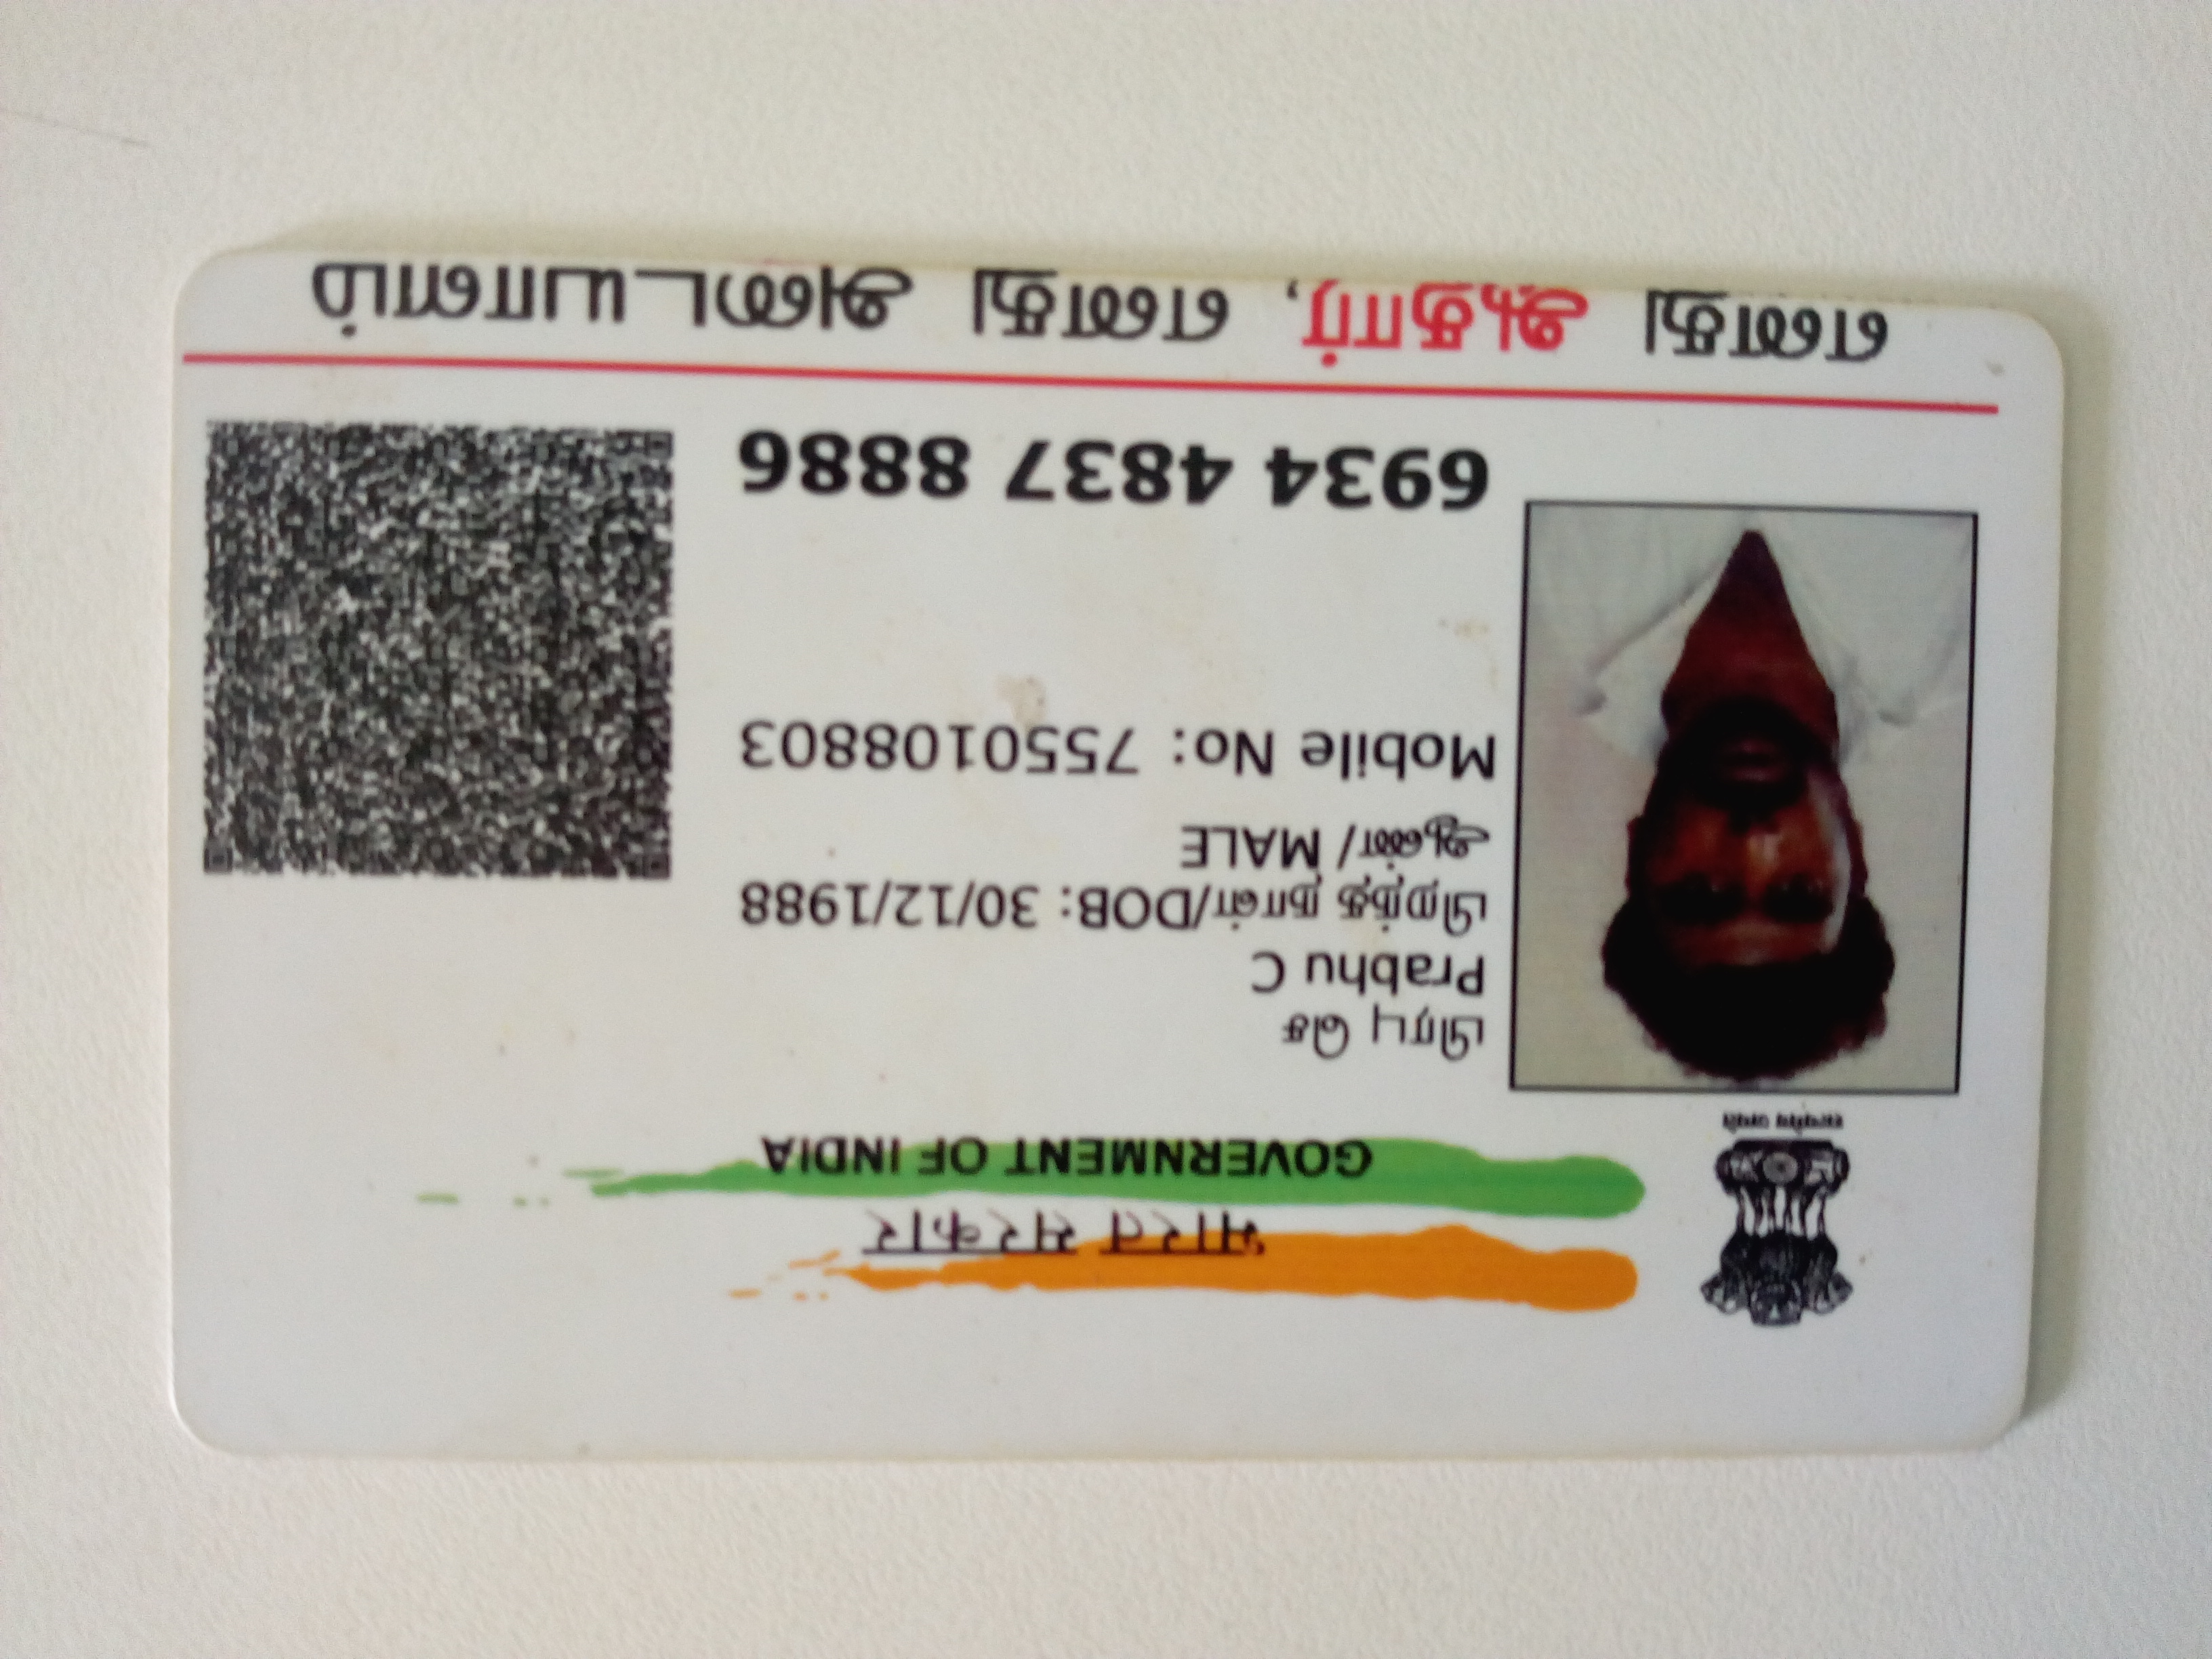 भारत सरकार
GOVERNMENT OF INDIA
பிரபு செ
Prabhu C
பிறந்த நாள்/DOB: 30/12/1988
ஆண்/ MALE
Mobile No: 7550108803
6934 4837 8886
எனது ஆதார், எனது அடையாளம்